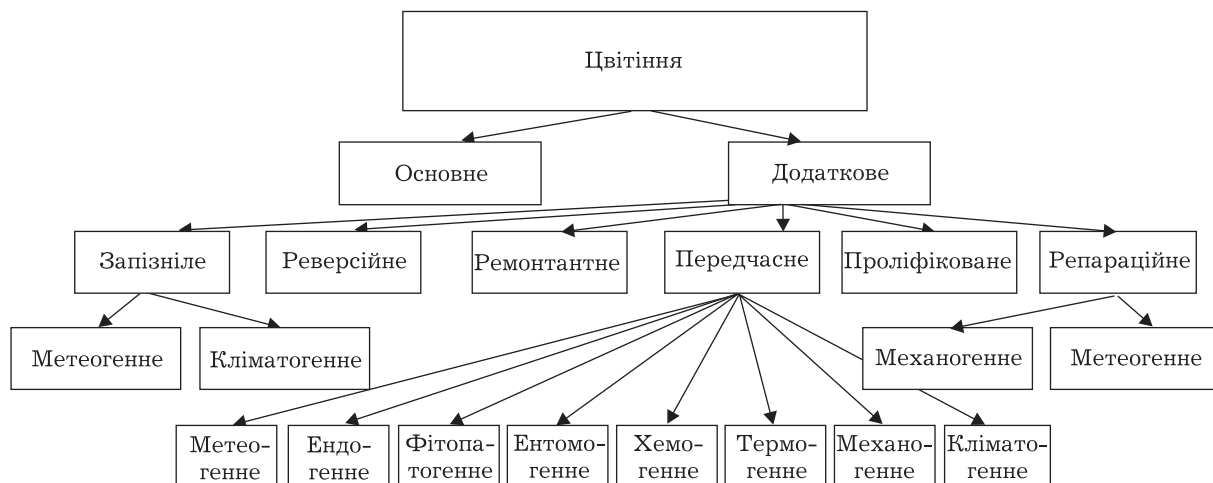 Цвітіння
Основне
Додаткове
Запізніле
Реверсійне
Ремонтантне
Передчасне
Проліфіковане
Репараційне
Метеогенне
Кліматогенне
Механогенне
Метеогенне
Метео-
генне
Ендо-
генне
Фітопа-
тогенне
Ентомо-
генне
Хемо-
генне
Термо-
генне
Механо-
генне
Клімато-
генне